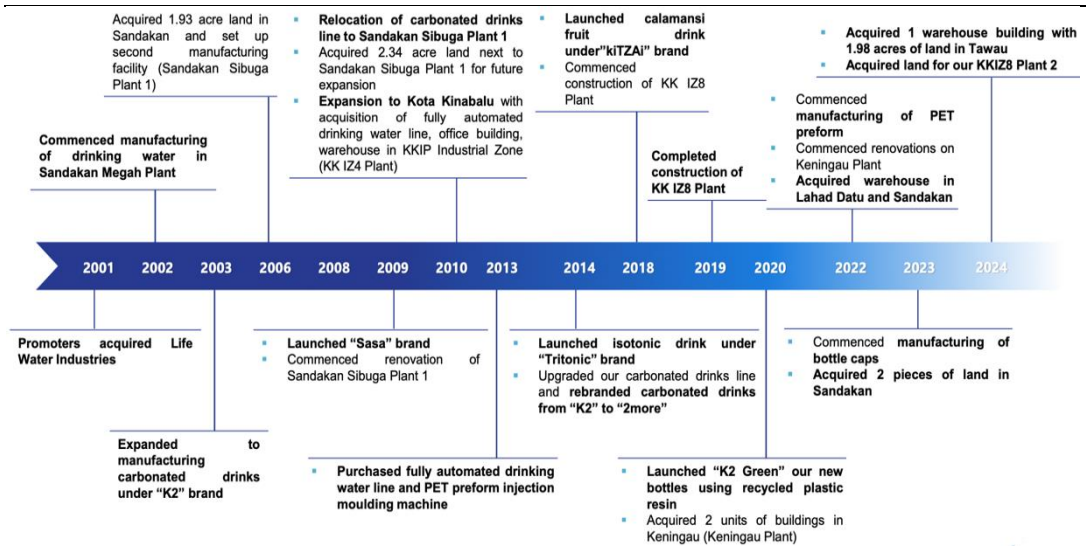 Acquired 1.93 acre land in
Sandakan and set up
second manufacturing
facility (Sandakan Sibuga
Plant 1)
Commenced manufacturing
of drinking water in
Sandakan Megah Plant
Relocation of carbonated drinks
line to Sandakan Sibuga Plant 1
Acquired 2.34 acre land next to
Sandakan Sibuga Plant 1 for future
expansion
Expansion to Kota Kinabalu with
acquisition of fully automated
drinking water line, office building,
warehouse in KKIP Industrial Zone
(KK IZ4 Plant)
Launched calamansi
fruit drink
under"kiTZAi" brand
Commenced
construction of KK IZ8
Plant
Completed
construction of
KK IZ8 Plant
Acquired 1 warehouse building with
1.98 acres of land in Tawau
Acquired land for our KKIZ8 Plant 2
Commenced
manufacturing of PET
preform
Commenced renovations on
Keningau Plant
Acquired warehouse in
Lahad Datu and Sandakan
2001 2002 2003 2006 2008 2009 2010 2013 2014 2018 2019 2020 2022 2023 2024
Promoters acquired Life
Water Industries
Expanded to
manufacturing
carbonated drinks
under "K2" brand
Launched "Sasa" brand
Commenced renovation of
Sandakan Sibuga Plant 1
Purchased fully automated drinking
water line and PET preform injection
moulding machine
Launched isotonic drink under
"Tritonic" brand
Upgraded our carbonated drinks line
and rebranded carbonated drinks
from "K2" to "2more"
Launched "K2 Green" our new
bottles using recycled plastic
resin
Acquired 2 units of buildings in
Keningau (Keningau Plant)
Commenced manufacturing of
bottle caps
Acquired 2 pieces of land in
Sandakan